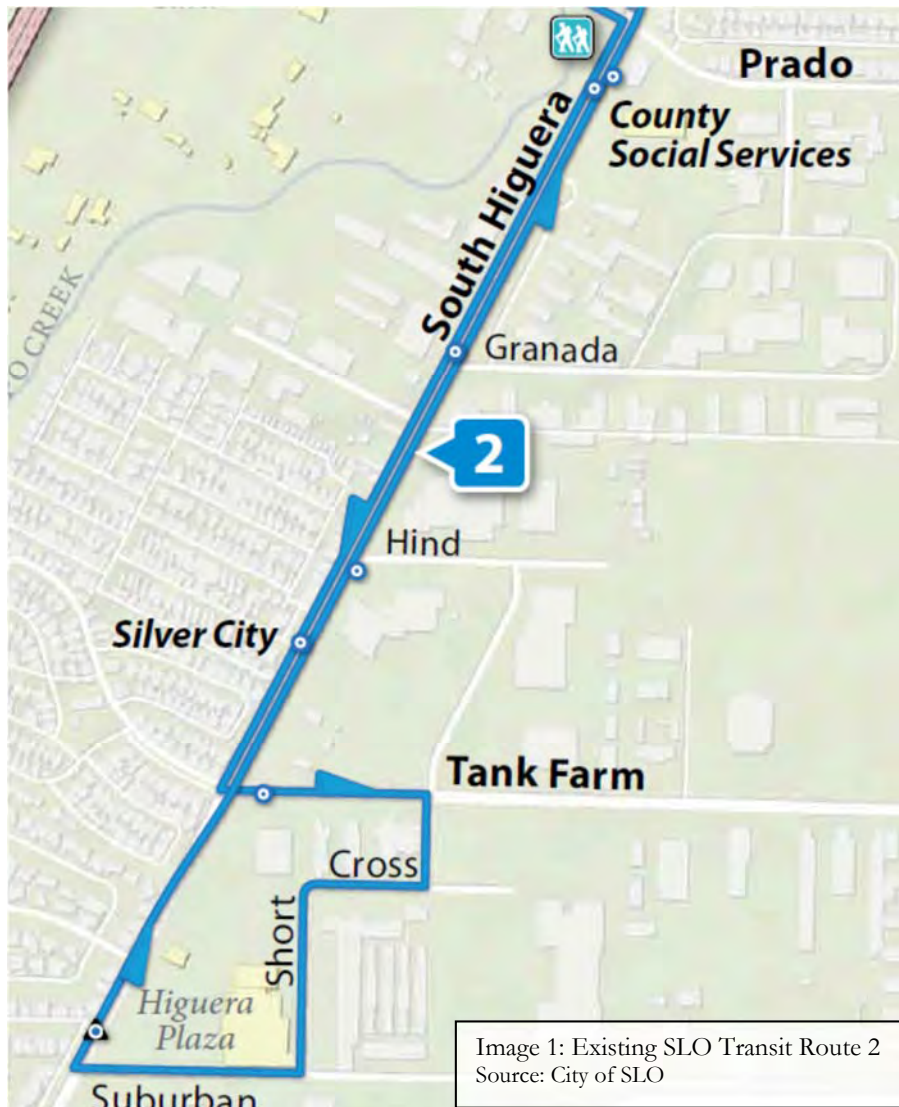 Prado
County
Social Services
South Higuera
O CREEK
Granada
2
Hind
Silver City
Tank Farm
Cross
Short
Higuera
Plaza
Suburban
Image 1: Existing SLO Transit Route 2
Source: City of SLO